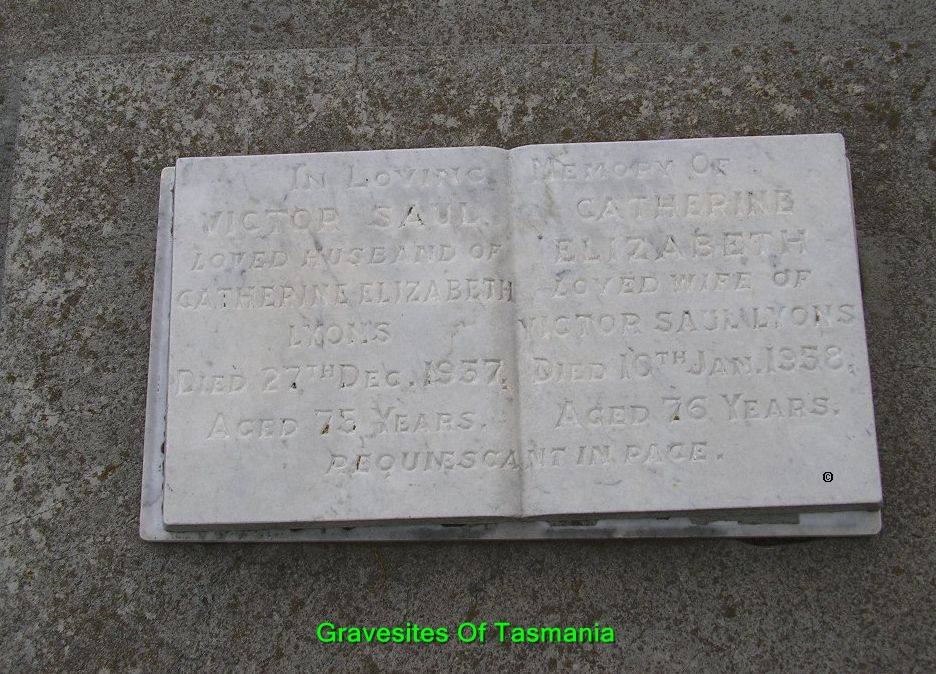 IN LOVING MEMORY OF
VICTOR SAUL
LOVED HUSBAND OF
CATHERINE ELIZABETH
LYONS
DIED 27TH DEC. 1957.
AGED 75 YEARS.
CATHERINE
ELIZABETH
LOVED WIFE OF
VICTOR SAUL LYONS
DIED 18TH JAN. 1958.
AGED 76 YEARS.
REQUIESCANT IN PACE.
©
Gravesites Of Tasmania